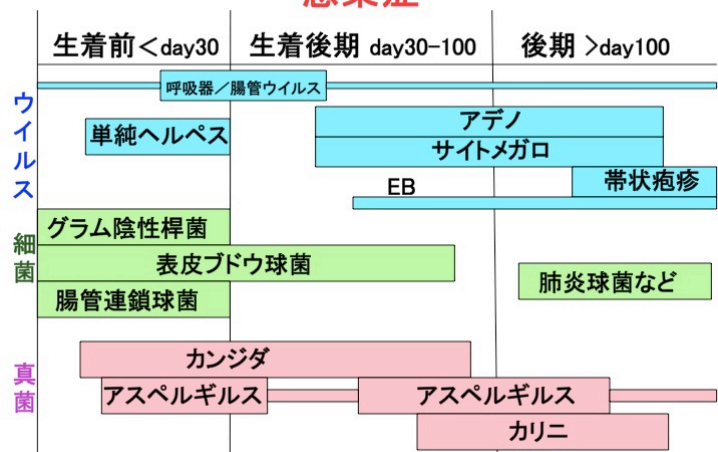 感染症
生着前<day30 生着後期 day30-100 後期 >day100
ウイルス
呼吸器/腸管ウイルス
単純ヘルペス
アデノ
サイトメガロ
帯状疱疹
EB
細菌
グラム陰性桿菌
表皮ブドウ球菌
腸管連鎖球菌
肺炎球菌など
真菌
カンジダ
アスペルギルス アスペルギルス
カリニ